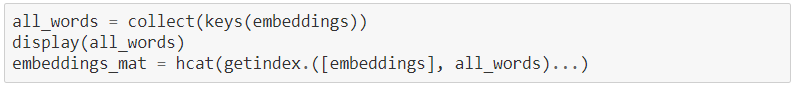 all_words = collect(keys(embeddings))
display(all_words)
embeddings_mat = hcat(getindex.([embeddings], all_words)...)